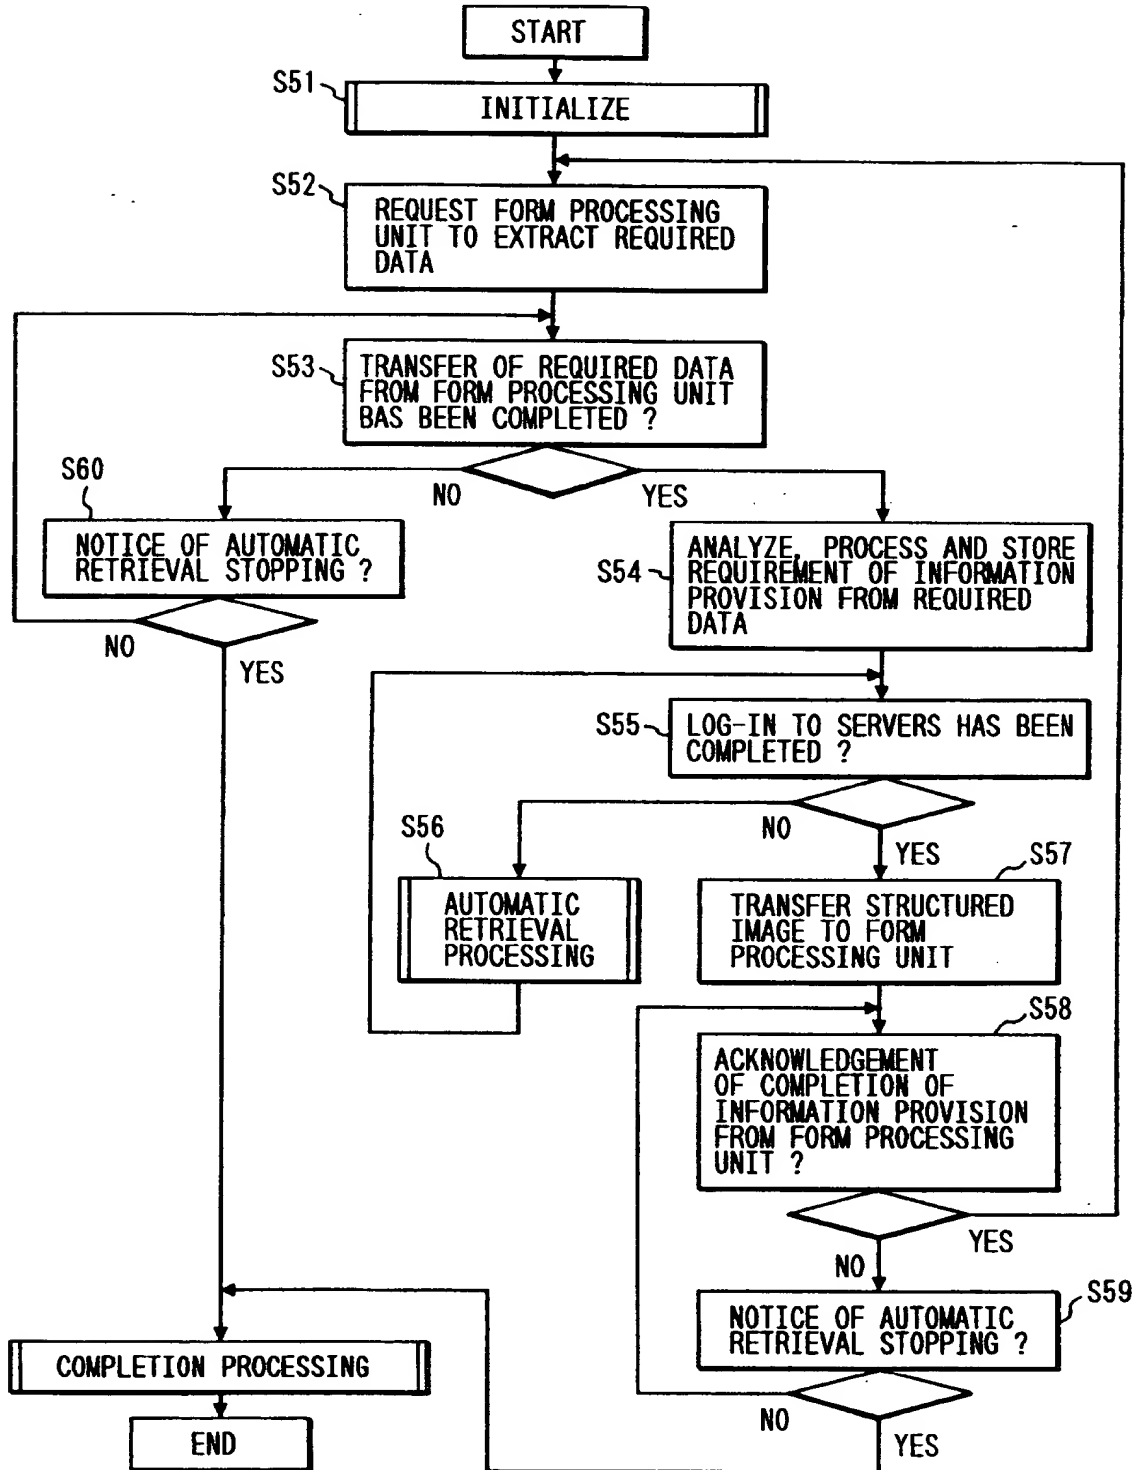 START
S51
INITIALIZE
S52
REQUEST FORM PROCESSING
UNIT TO EXTRACT REQUIRED
DATA
S53
TRANSFER OF REQUIRED DATA
FROM FORM PROCESSING UNIT
BAS BEEN COMPLETED ?
NO
YES
S60
NOTICE OF AUTOMATIC
RETRIEVAL STOPPING ?
NO
YES
S54
ANALYZE, PROCESS AND STORE
REQUIREMENT OF INFORMATION
PROVISION FROM REQUIRED
DATA
S55
LOG-IN TO SERVERS HAS BEEN
COMPLETED ?
NO
YES
S56
AUTOMATIC
RETRIEVAL
PROCESSING
S57
TRANSFER STRUCTURED
IMAGE TO FORM
PROCESSING UNIT
S58
ACKNOWLEDGEMENT
OF COMPLETION OF
INFORMATION PROVISION
FROM FORM PROCESSING
UNIT ?
YES
NO
S59
NOTICE OF AUTOMATIC
RETRIEVAL STOPPING ?
NO
YES
COMPLETION PROCESSING
END